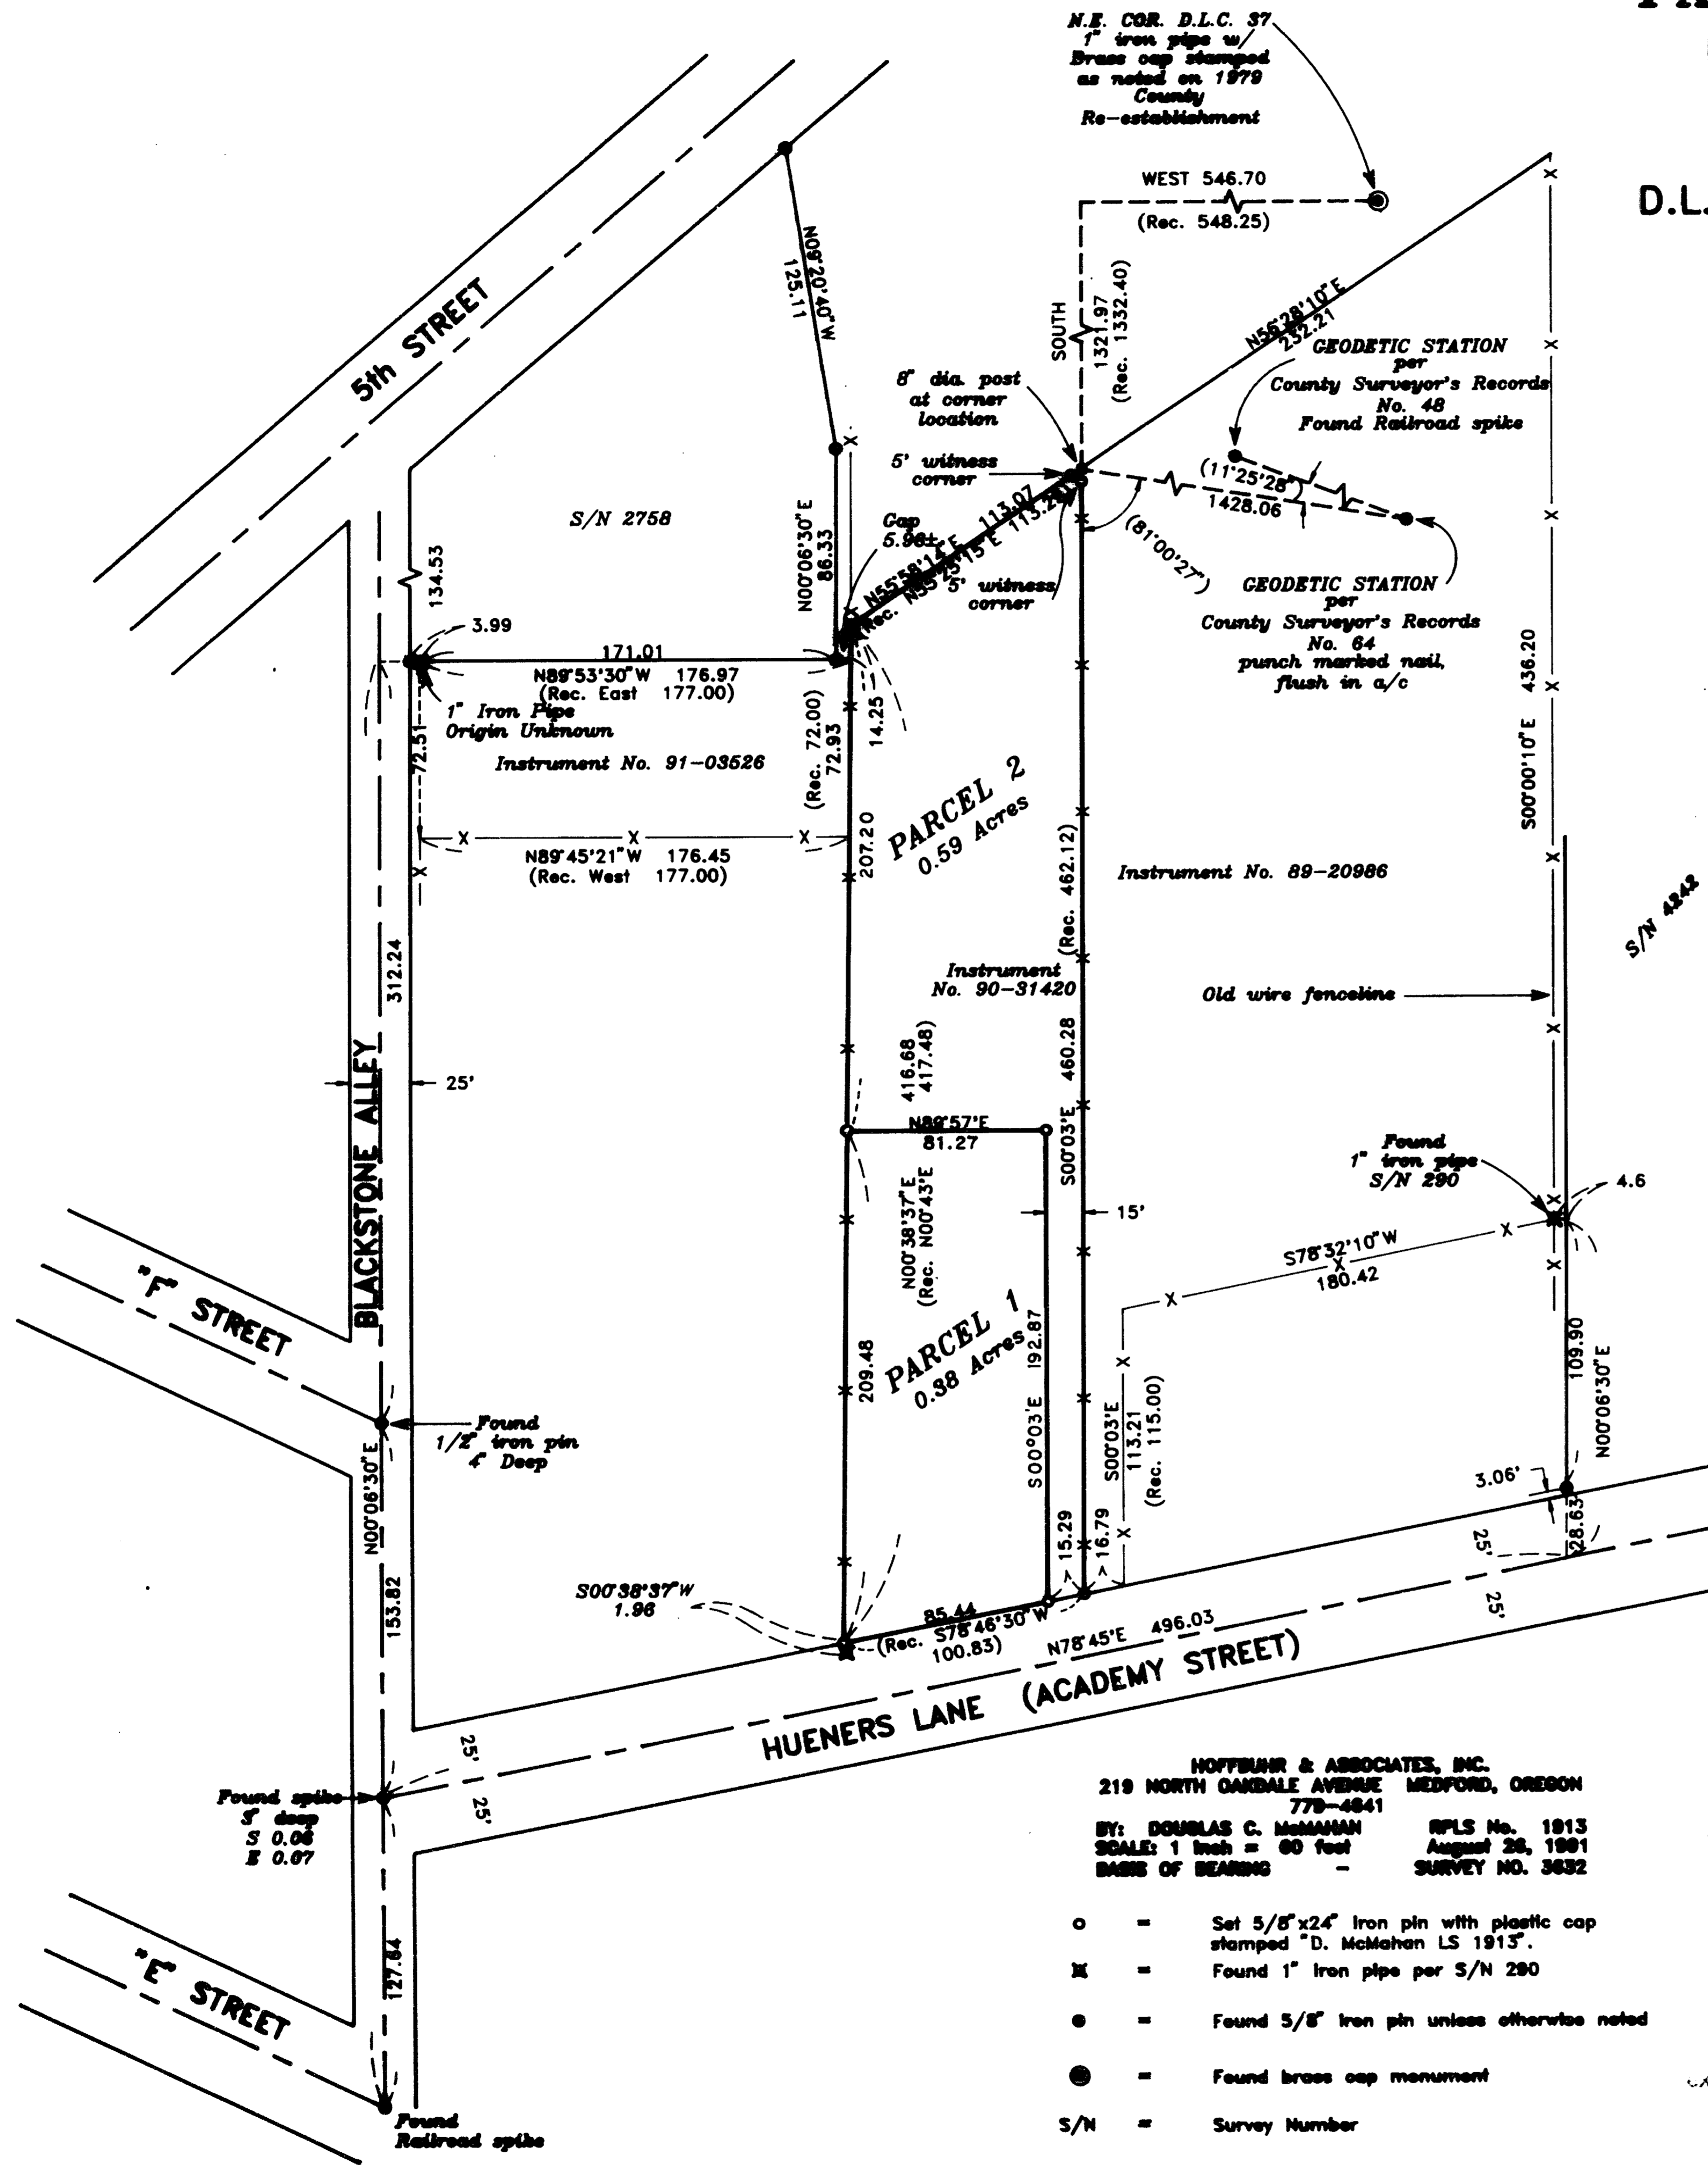 N.E. COR. D.L.C. 37
1" iron pipe w/
Brass cap stamped
as noted on 1979
County
Re-establishment
D.L.
WEST 546.70
(Rec. 548.25)
SOUTH
1321.97
(Rec. 1332.40)
N56°28'10"E
232.21
GEODETIC STATION
per
County Surveyor's Records
No. 48
Found Railroad spike
N09°20'40"W
125.11
5th STREET
8" dia. post
at corner
location
5' witness
corner
(11°25'28")
1428.06
(81°00'27")
S/N 2758
Gap
5.96±
113.07
N55°58'14"E
(Rec. N55°25'15"E 113.29)
5' witness
corner
GEODETIC STATION
per
County Surveyor's Records
No. 64
punch marked nail,
flush in a/c
N00°06'30"E
86.33
134.53
3.99
171.01
N89°53'30"W 176.97
(Rec. East 177.00)
1" Iron Pipe
Origin Unknown
72.51
Instrument No. 91-03526
(Rec. 72.00)
72.93
14.25
S00°00'10"E 436.20
N89°45'21"W 176.45
(Rec. West 177.00)
207.20
PARCEL 2
0.59 Acres
Instrument No. 89-20986
(Rec. 462.12)
S/N 4242
312.24
Instrument
No. 90-31420
Old wire fenceline
S00°03'E 460.28
BLACKSTONE ALLEY
25'
416.68
417.48)
N89°57'E
81.27
N00°38'37"E
(Rec. N00°43'E
15'
Found
1" iron pipe
S/N 290
4.6
S78°32'10"W
180.42
"F" STREET
209.48
PARCEL 1
0.38 Acres
S00°03'E 192.87
S00°03'E
113.21
(Rec. 115.00)
109.90
N00°06'30"E
Found
1/2" iron pin
4" Deep
N00°06'30"E
153.82
3.06'
28.63
25'
25'
15.29
16.79
S00°38'37"W
1.96
85.44
(Rec. S78°46'30"W
100.83)
N78°45'E 496.03
HUENERS LANE (ACADEMY STREET)
25'
25'
Found spike
3" deep
S 0.06
E 0.07
127.64
"E" STREET
Found
Railroad spike
HOFFBUHR & ASSOCIATES, INC.
219 NORTH OAKDALE AVENUE MEDFORD, OREGON
779-4641
BY: DOUGLAS C. McMAHAN RPLS No. 1913
SCALE: 1 inch = 60 feet August 26, 1991
BASIS OF BEARING - SURVEY NO. 3632
o = Set 5/8"x24" iron pin with plastic cap
stamped "D. McMahan LS 1913".
= Found 1" iron pipe per S/N 290
= Found 5/8" iron pin unless otherwise noted
= Found brass cap monument
S/N = Survey Number